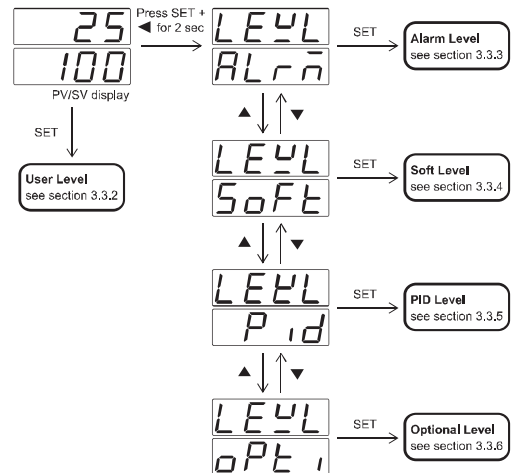 25
100
PV/SV display
Press SET +
◀ for 2 sec
SET
User Level
see section 3.3.2
LEVL
ALrm
SET
Alarm Level
see section 3.3.3
▲ ▼
LEVL
SoFt
SET
Soft Level
see section 3.3.4
▲ ▼
LEVL
Pid
SET
PID Level
see section 3.3.5
▲ ▼
LEVL
oPti
SET
Optional Level
see section 3.3.6